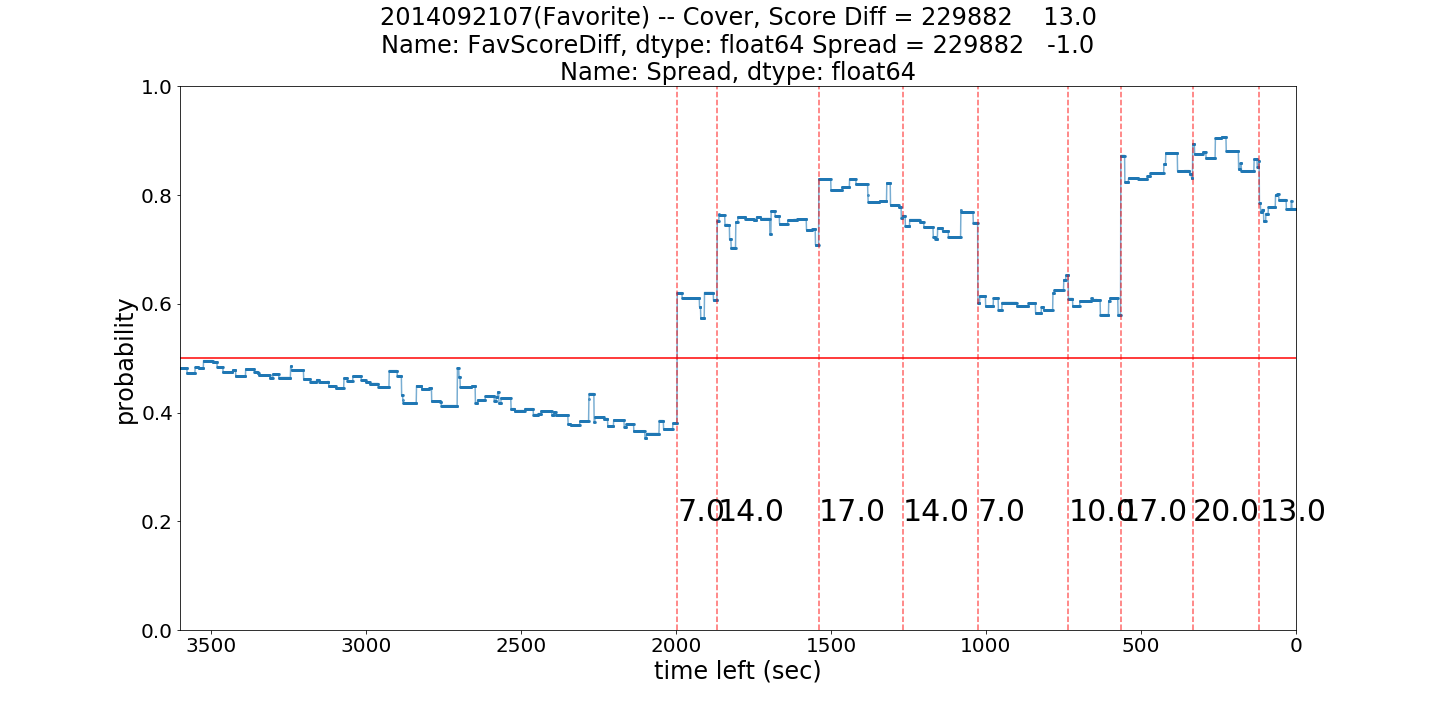 2014092107(Favorite) -- Cover, Score Diff = 229882    13.0
Name: FavScoreDiff, dtype: float64 Spread = 229882   -1.0
Name: Spread, dtype: float64
1.0
0.8
0.6
0.4
0.2
0.0
probability
7.0 14.0 17.0 14.0 7.0 10.0 17.0 20.0 13.0
3500 3000 2500 2000 1500 1000 500 0
time left (sec)